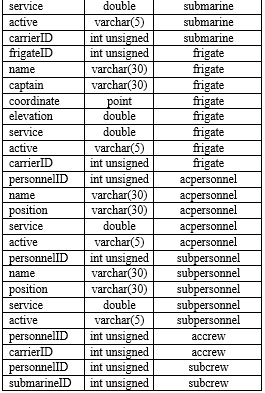 service double submarine
active varchar(5) submarine
carrierID int unsigned submarine
frigateID int unsigned frigate
name varchar(30) frigate
captain varchar(30) frigate
coordinate point frigate
elevation double frigate
service double frigate
active varchar(5) frigate
carrierID int unsigned frigate
personnelID int unsigned acpersonnel
name varchar(30) acpersonnel
position varchar(30) acpersonnel
service double acpersonnel
active varchar(5) acpersonnel
personnelID int unsigned subpersonnel
name varchar(30) subpersonnel
position varchar(30) subpersonnel
service double subpersonnel
active varchar(5) subpersonnel
personnelID int unsigned accrew
carrierID int unsigned accrew
personnelID int unsigned subcrew
submarineID int unsigned subcrew